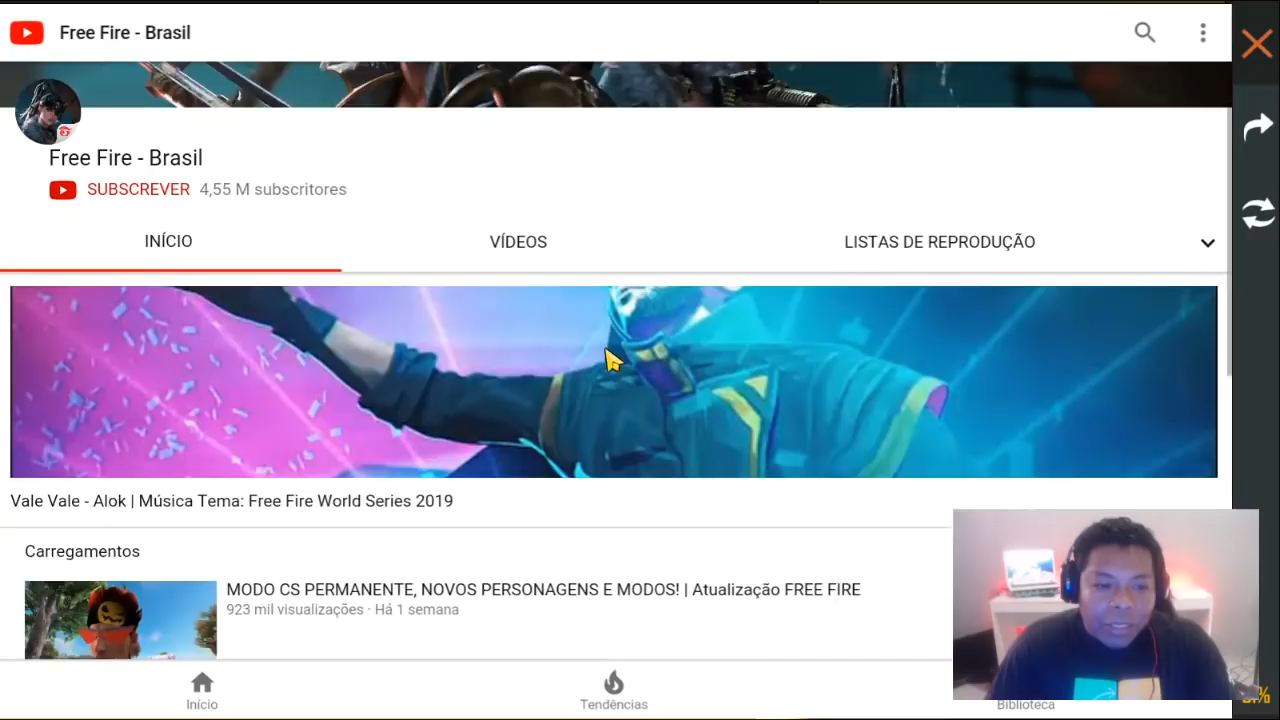 Free Fire - Brasil
Free Fire - Brasil
SUBSCREVER 4,55 M subscritores
INÍCIO VÍDEOS LISTAS DE REPRODUÇÃO
Vale Vale - Alok | Música Tema: Free Fire World Series 2019
Carregamentos
MODO CS PERMANENTE, NOVOS PERSONAGENS E MODOS! | Atualização FREE FIRE
923 mil visualizações · Há 1 semana
Início Tendências Biblioteca